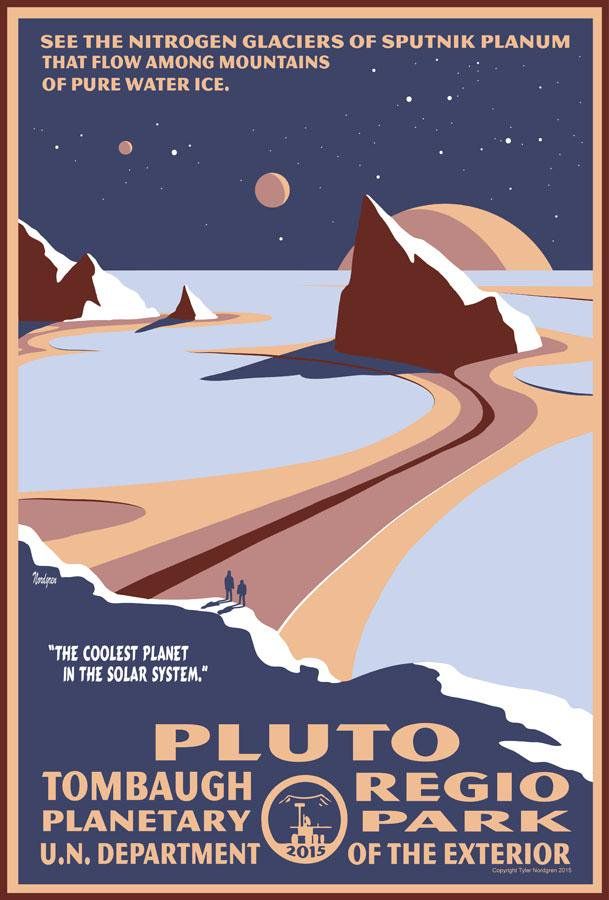 SEE THE NITROGEN GLACIERS OF SPUTNIK PLANUM
THAT FLOW AMONG MOUNTAINS
OF PURE WATER ICE.
Nordgren
"THE COOLEST PLANET
IN THE SOLAR SYSTEM."
PLUTO
TOMBAUGH REGIO
PLANETARY PARK
2015
U.N. DEPARTMENT OF THE EXTERIOR
Copyright Tyler Nordgren 2015